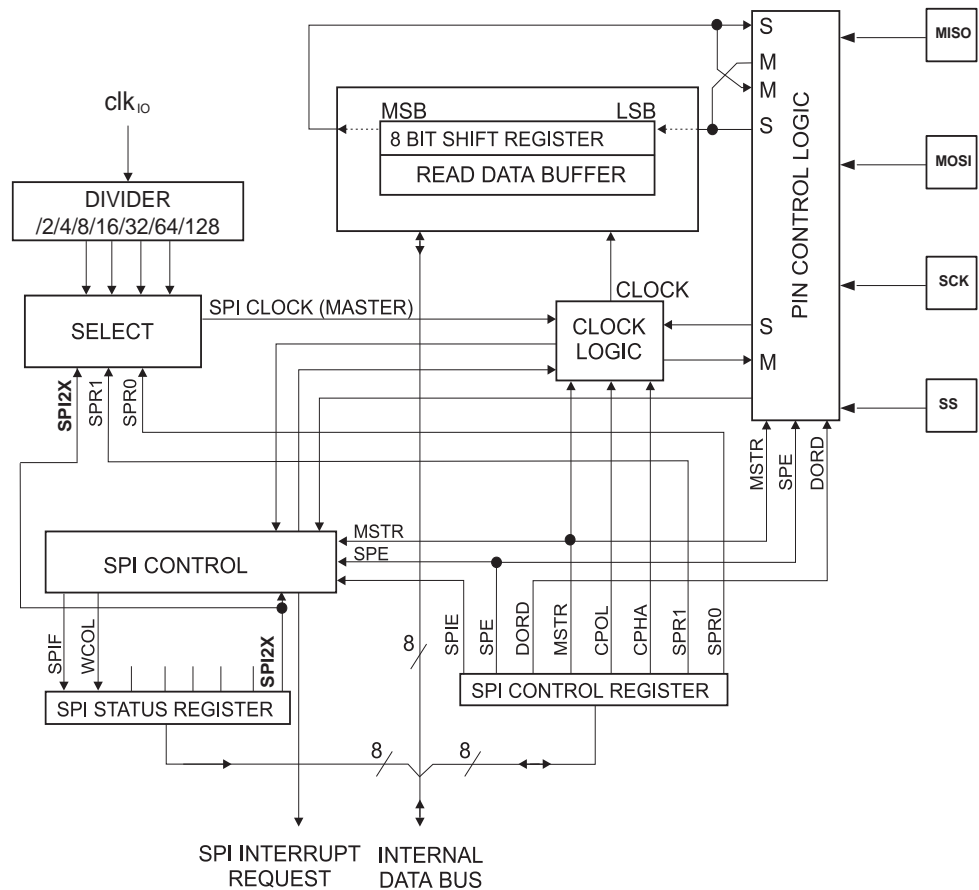 S
MISO
M
M
clk IO
MSB
LSB
S
8 BIT SHIFT REGISTER
READ DATA BUFFER
MOSI
DIVIDER
/2/4/8/16/32/64/128
PIN CONTROL LOGIC
SCK
CLOCK
SPI CLOCK (MASTER)
SELECT
CLOCK
LOGIC
S
M
SPI2X
SPR1
SPR0
SS
MSTR
SPE
DORD
MSTR
SPE
SPI CONTROL
SPIF
WCOL
SPI2X
8
SPIE
SPE
DORD
MSTR
CPOL
CPHA
SPR1
SPR0
SPI STATUS REGISTER
SPI CONTROL REGISTER
8
8
SPI INTERRUPT
REQUEST
INTERNAL
DATA BUS